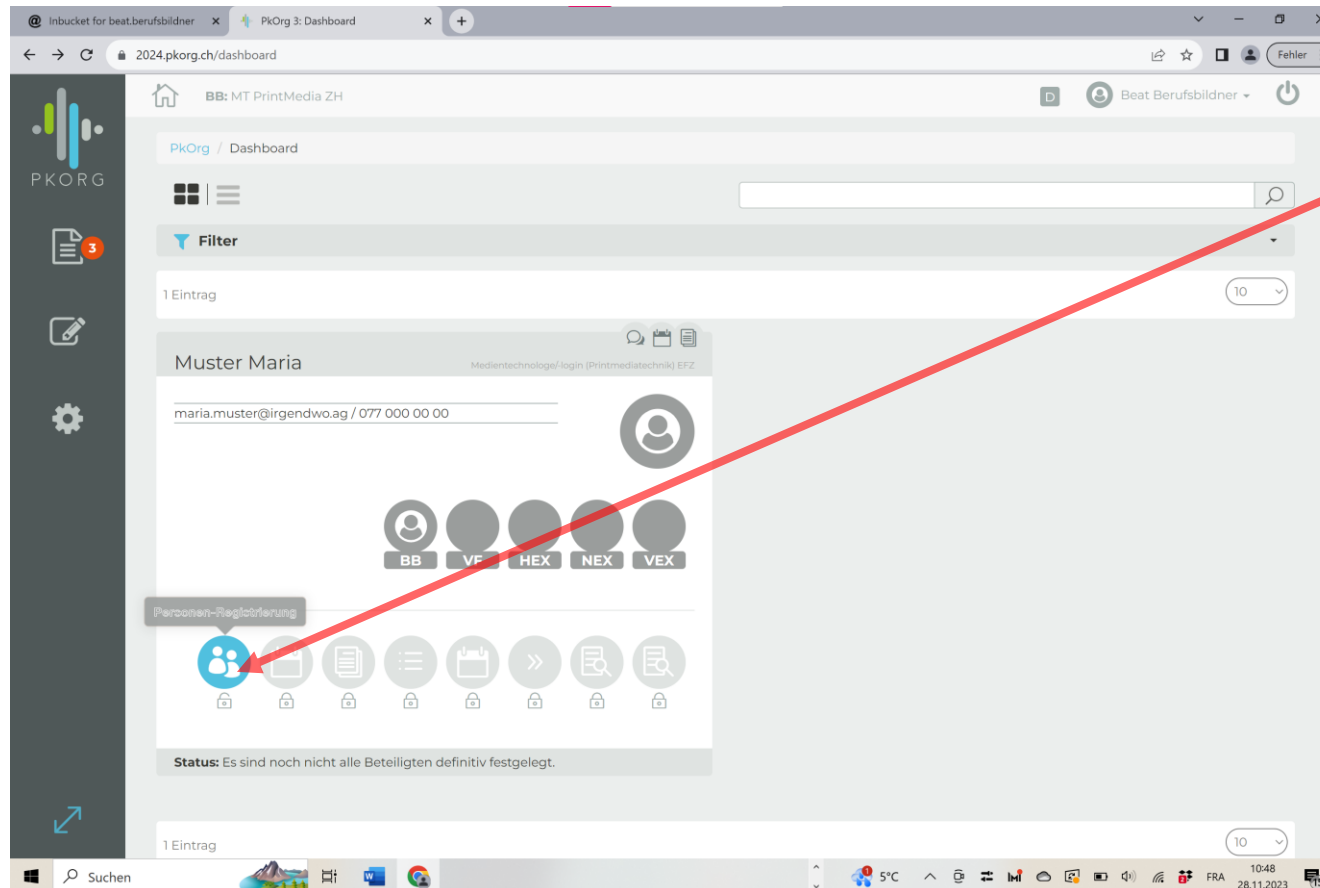 Inbucket for beat.berufsbildner
PkOrg 3: Dashboard
2024.pkorg.ch/dashboard
Fehler
BB: MT PrintMedia ZH
D
Beat Berufsbildner
PKORG
PkOrg / Dashboard
3
Filter
1 Eintrag
10
Muster Maria
Medientechnologe/-login (Printmediatechnik) EFZ
maria.muster@irgendwo.ag / 077 000 00 00
BB VF HEX NEX VEX
Personen-Registrierung
Status: Es sind noch nicht alle Beteiligten definitiv festgelegt.
1 Eintrag
10
Suchen
5°C
FRA
10:48
28.11.2023